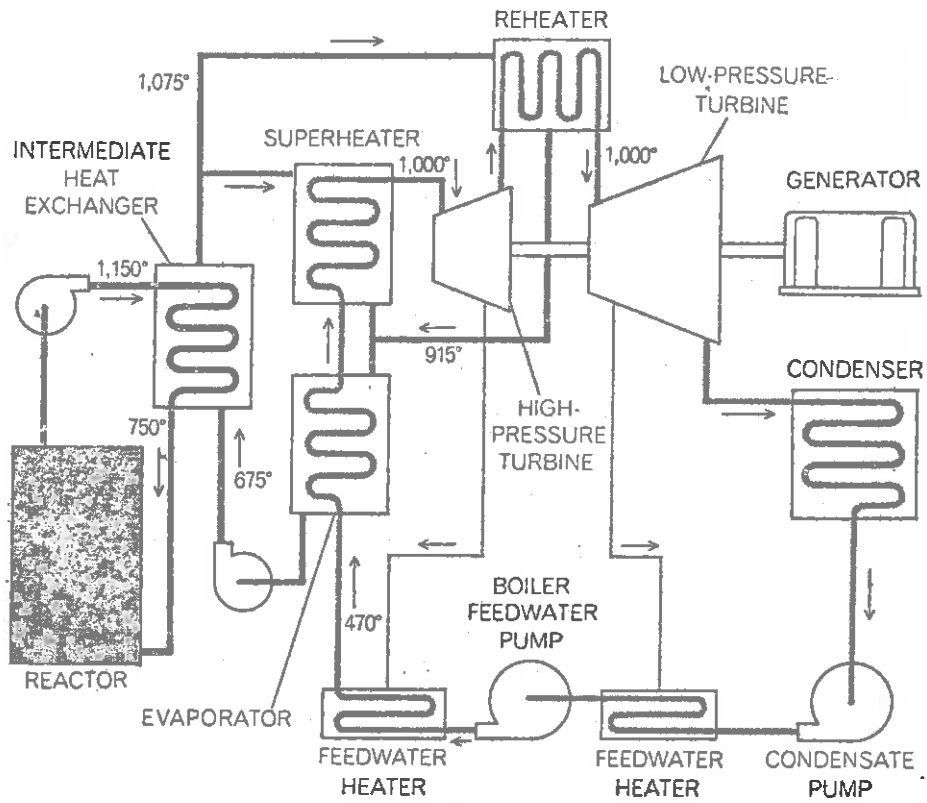 REHEATER
1,075°
LOW-PRESSURE-
TURBINE
SUPERHEATER
INTERMEDIATE
HEAT
EXCHANGER
1,000°
1,000°
GENERATOR
1,150°
915°
CONDENSER
HIGH-
PRESSURE
TURBINE
750°
675°
470°
BOILER
FEEDWATER
PUMP
REACTOR
EVAPORATOR
FEEDWATER
HEATER
FEEDWATER
HEATER
CONDENSATE
PUMP